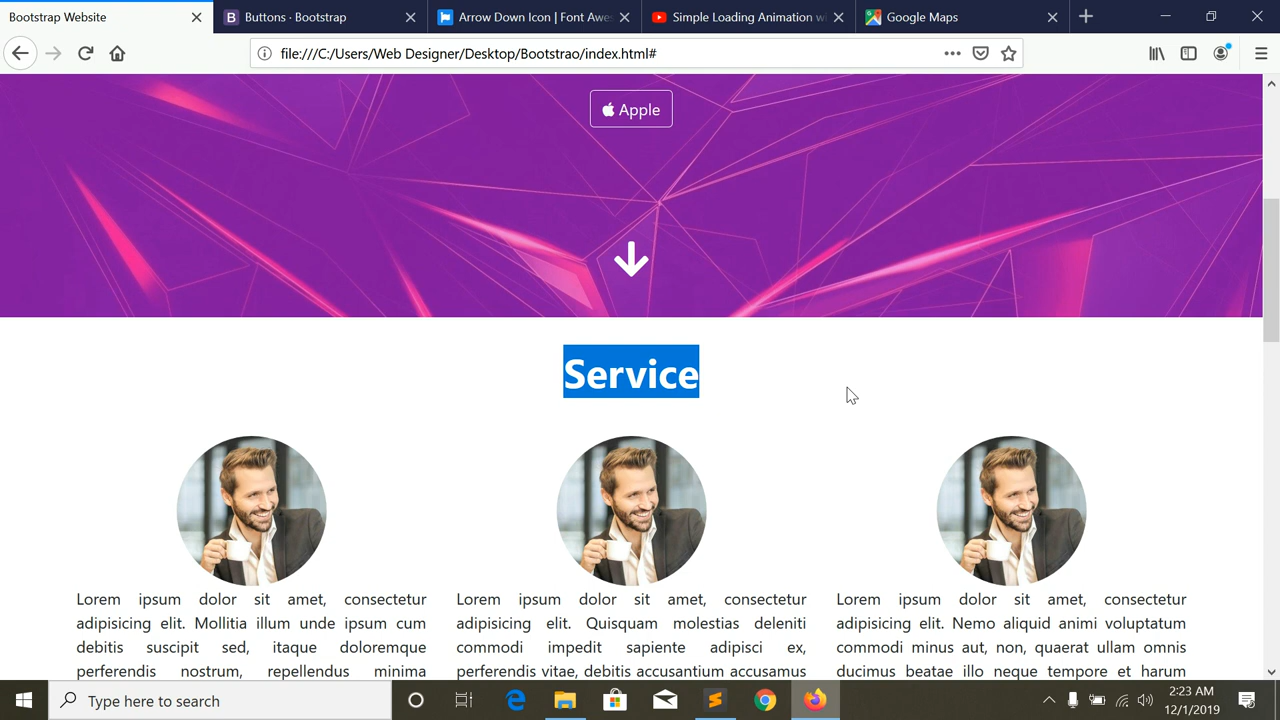 Bootstrap Website
Buttons · Bootstrap
Arrow Down Icon | Font Awes
Simple Loading Animation w
Google Maps
file:///C:/Users/Web Designer/Desktop/Bootstrao/index.html#
Apple
Service
Lorem ipsum dolor sit amet, consectetur
adipisicing elit. Mollitia illum unde ipsum cum
debitis suscipit sed, itaque doloremque
perferendis nostrum, repellendus minima
Lorem ipsum dolor sit amet, consectetur
adipisicing elit. Quisquam molestias deleniti
commodi impedit sapiente adipisci ex,
perferendis vitae, debitis accusantium accusamus
Lorem ipsum dolor sit amet, consectetur
adipisicing elit. Nemo aliquid animi voluptatum
commodi minus aut, non, quaerat ullam omnis
ducimus beatae illo neque tempore et harum
Type here to search
2:23 AM
12/1/2019